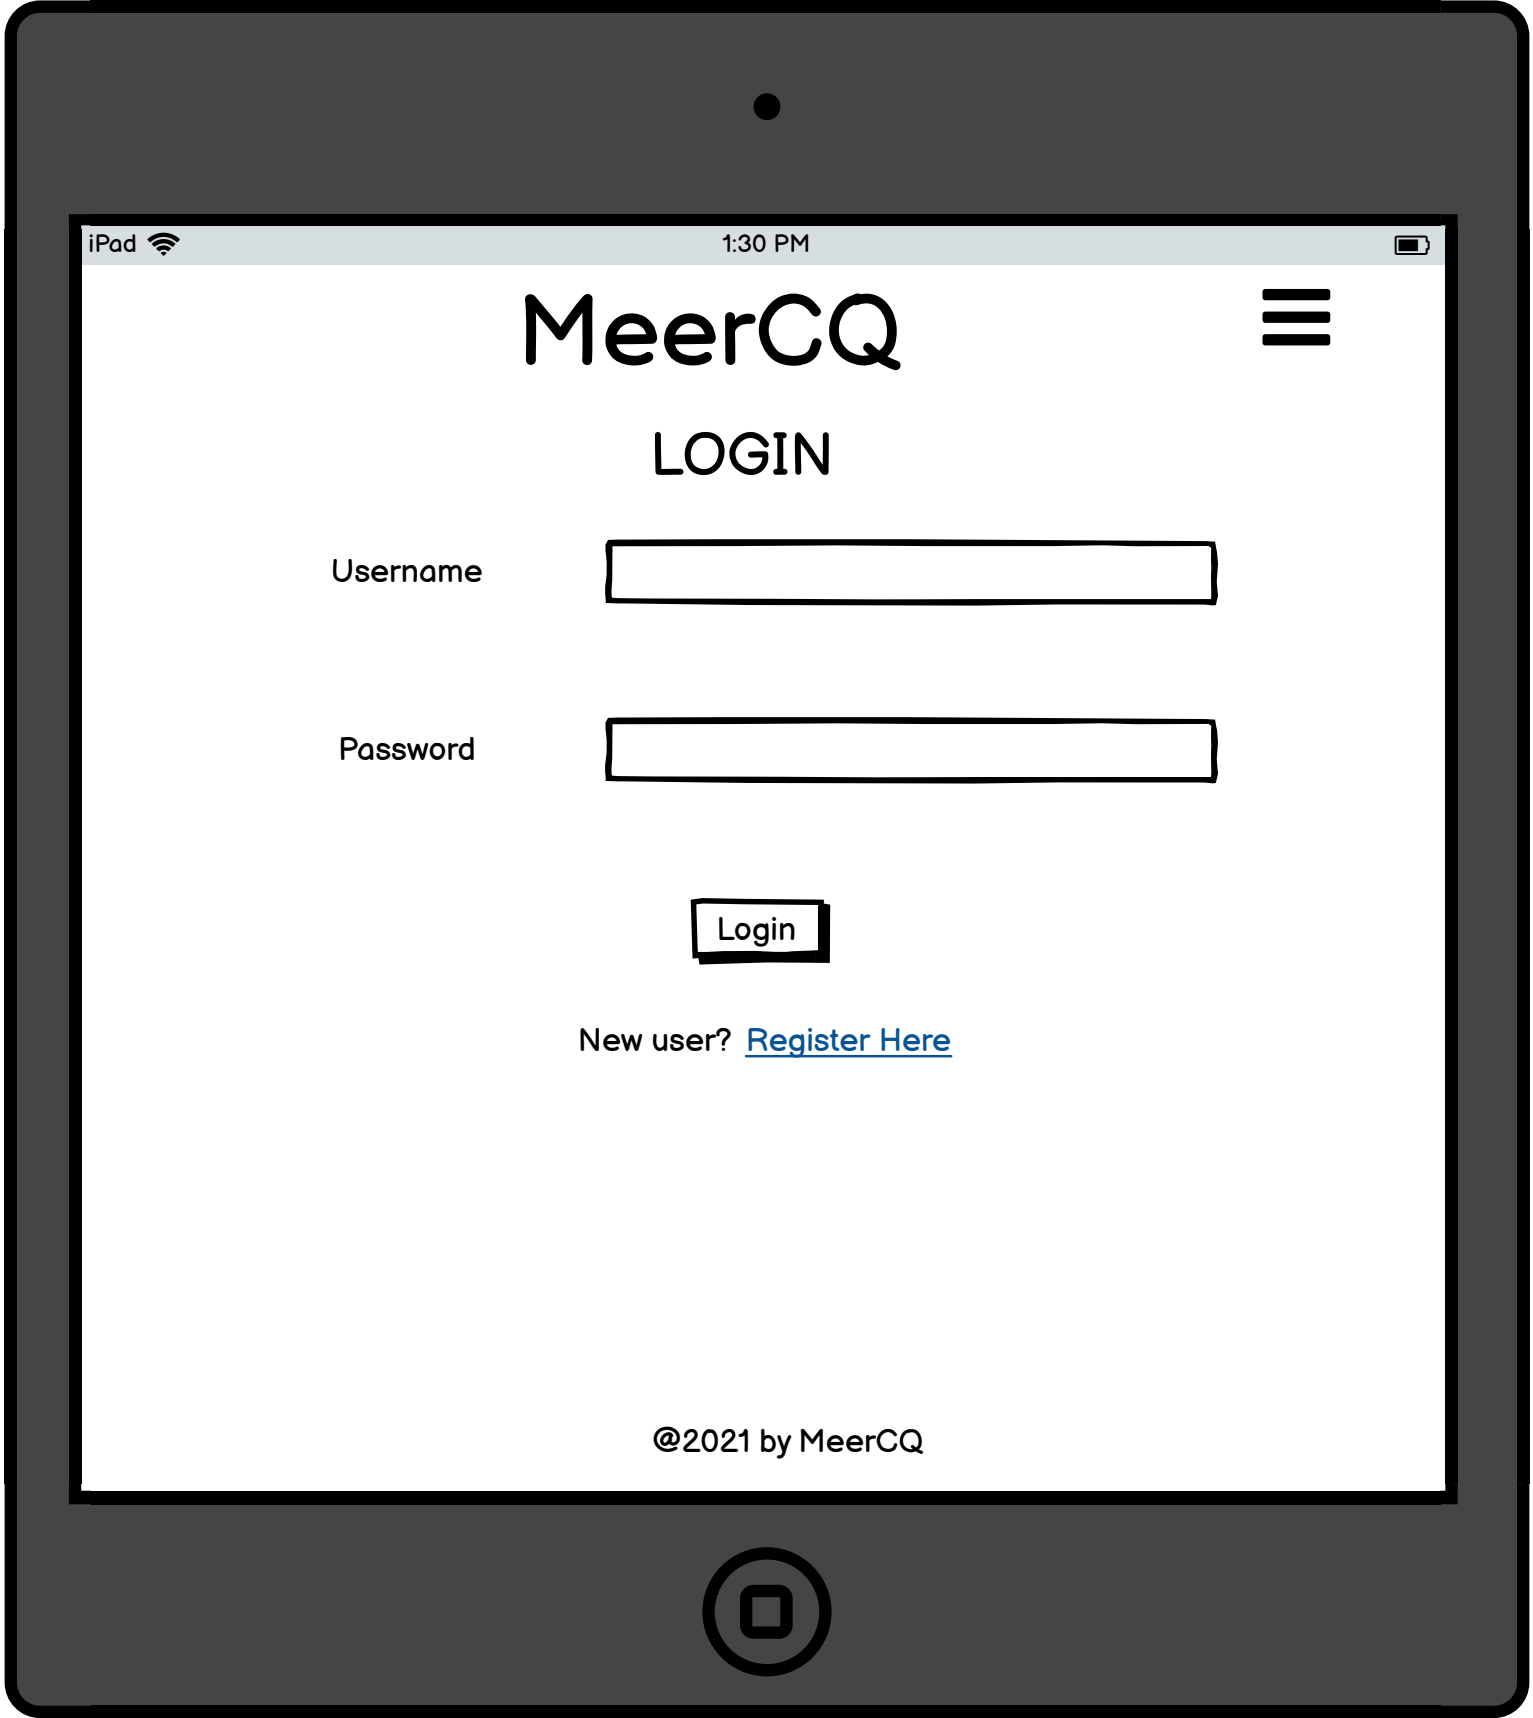 iPad 1:30 PM
MeerCQ
LOGIN
Username
Password
Login
New user? Register Here
@2021 by MeerCQ